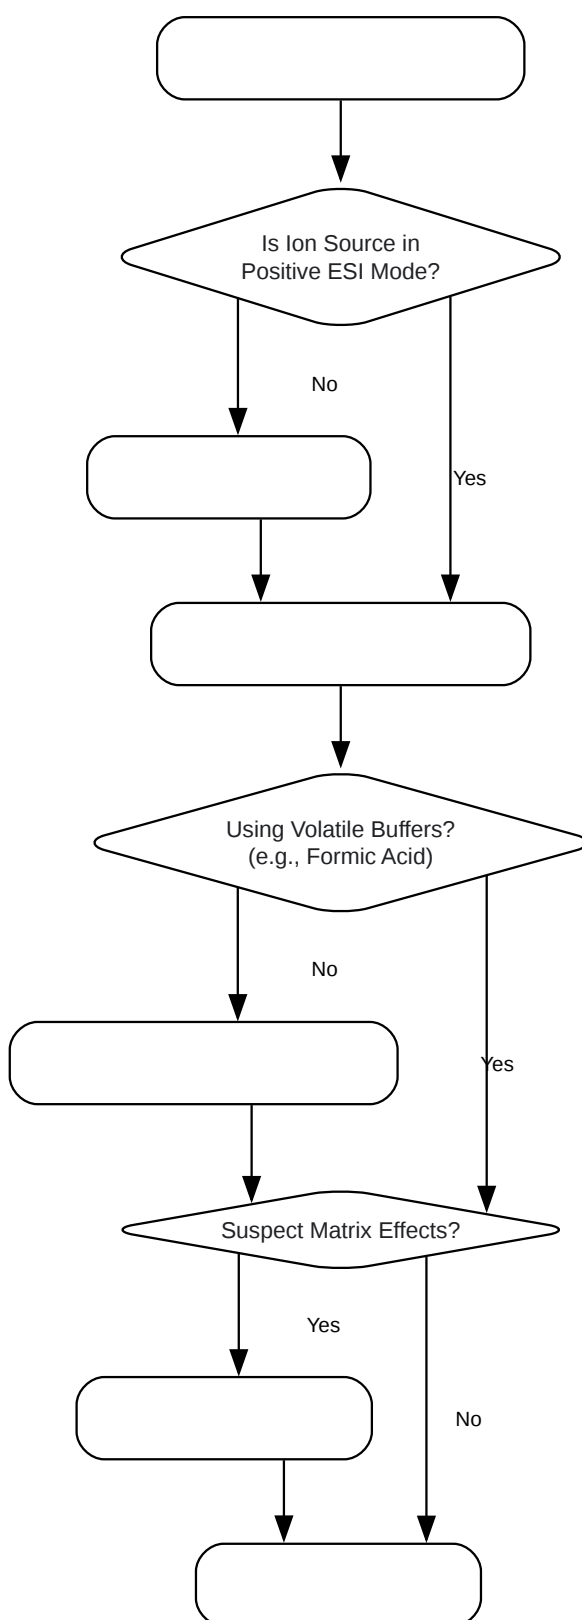 Is Ion Source in
Positive ESI Mode?
No
Yes
Using Volatile Buffers?
(e.g., Formic Acid)
No
Yes
Suspect Matrix Effects?
Yes
No